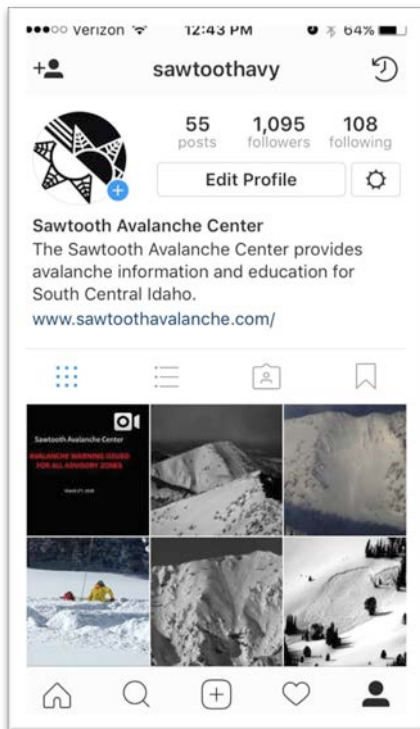 Verizon 12:43 PM 64%
sawtoothavy
55 1,095 108
posts followers following
Edit Profile
Sawtooth Avalanche Center
The Sawtooth Avalanche Center provides
avalanche information and education for
South Central Idaho.
www.sawtoothavalanche.com/
Sawtooth Avalanche Center
AVALANCHE WARNING ISSUED
FOR ALL ADVISORY ZONES